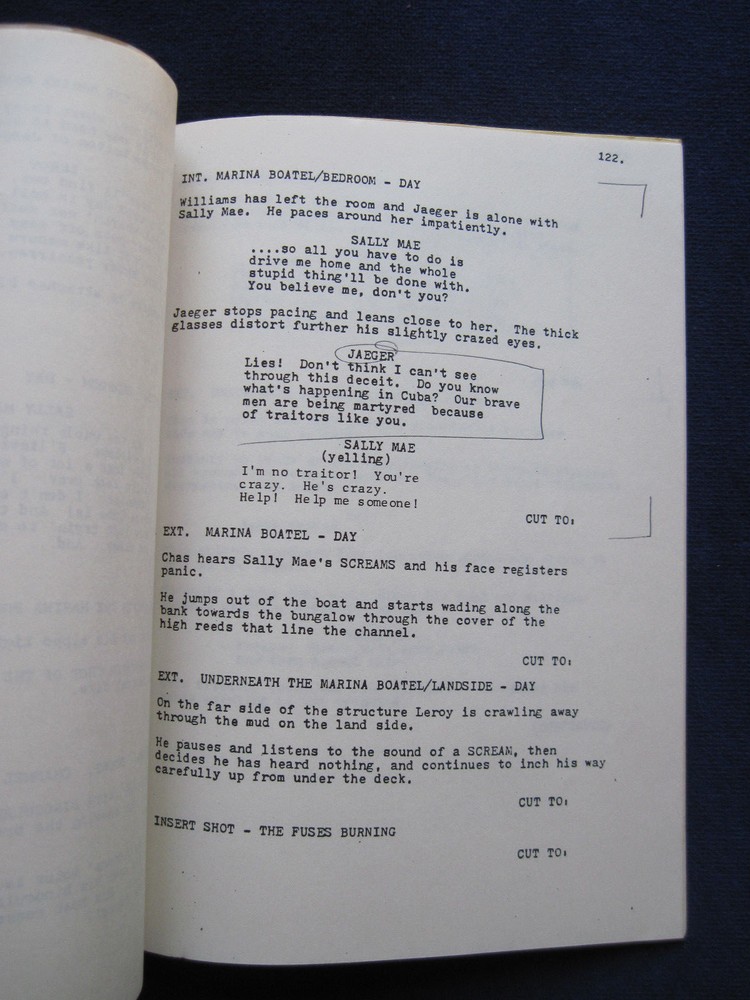 122.
INT. MARINA BOATEL/BEDROOM - DAY
Williams has left the room and Jaeger is alone with
Sally Mae. He paces around her impatiently.
SALLY MAE
....so all you have to do is
drive me home and the whole
stupid thing'll be done with.
You believe me, don't you?
Jaeger stops pacing and leans close to her. The thick
glasses distort further his slightly crazed eyes.
JAEGER
Lies! Don't think I can't see
through this deceit. Do you know
what's happening in Cuba? Our brave
men are being martyred because
of traitors like you.
SALLY MAE
(yelling)
I'm no traitor! You're
crazy. He's crazy.
Help! Help me someone!
CUT TO:
EXT. MARINA BOATEL - DAY
Chas hears Sally Mae's SCREAMS and his face registers
panic.
He jumps out of the boat and starts wading along the
bank towards the bungalow through the cover of the
high reeds that line the channel.
CUT TO:
EXT. UNDERNEATH THE MARINA BOATEL/LANDSIDE - DAY
On the far side of the structure Leroy is crawling away
through the mud on the land side.
He pauses and listens to the sound of a SCREAM, then
decides he has heard nothing, and continues to inch his way
carefully up from under the deck.
CUT TO:
INSERT SHOT - THE FUSES BURNING
CUT TO: